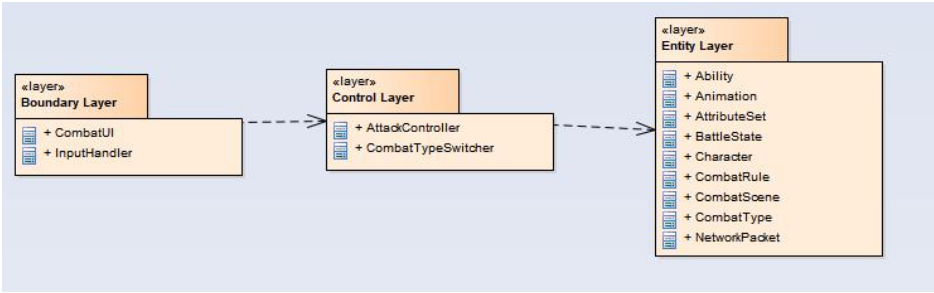 «layer»
Boundary Layer
+ CombatUI
+ InputHandler
«layer»
Control Layer
+ AttackController
+ CombatTypeSwitcher
«layer»
Entity Layer
+ Ability
+ Animation
+ AttributeSet
+ BattleState
+ Character
+ CombatRule
+ CombatScene
+ CombatType
+ NetworkPacket